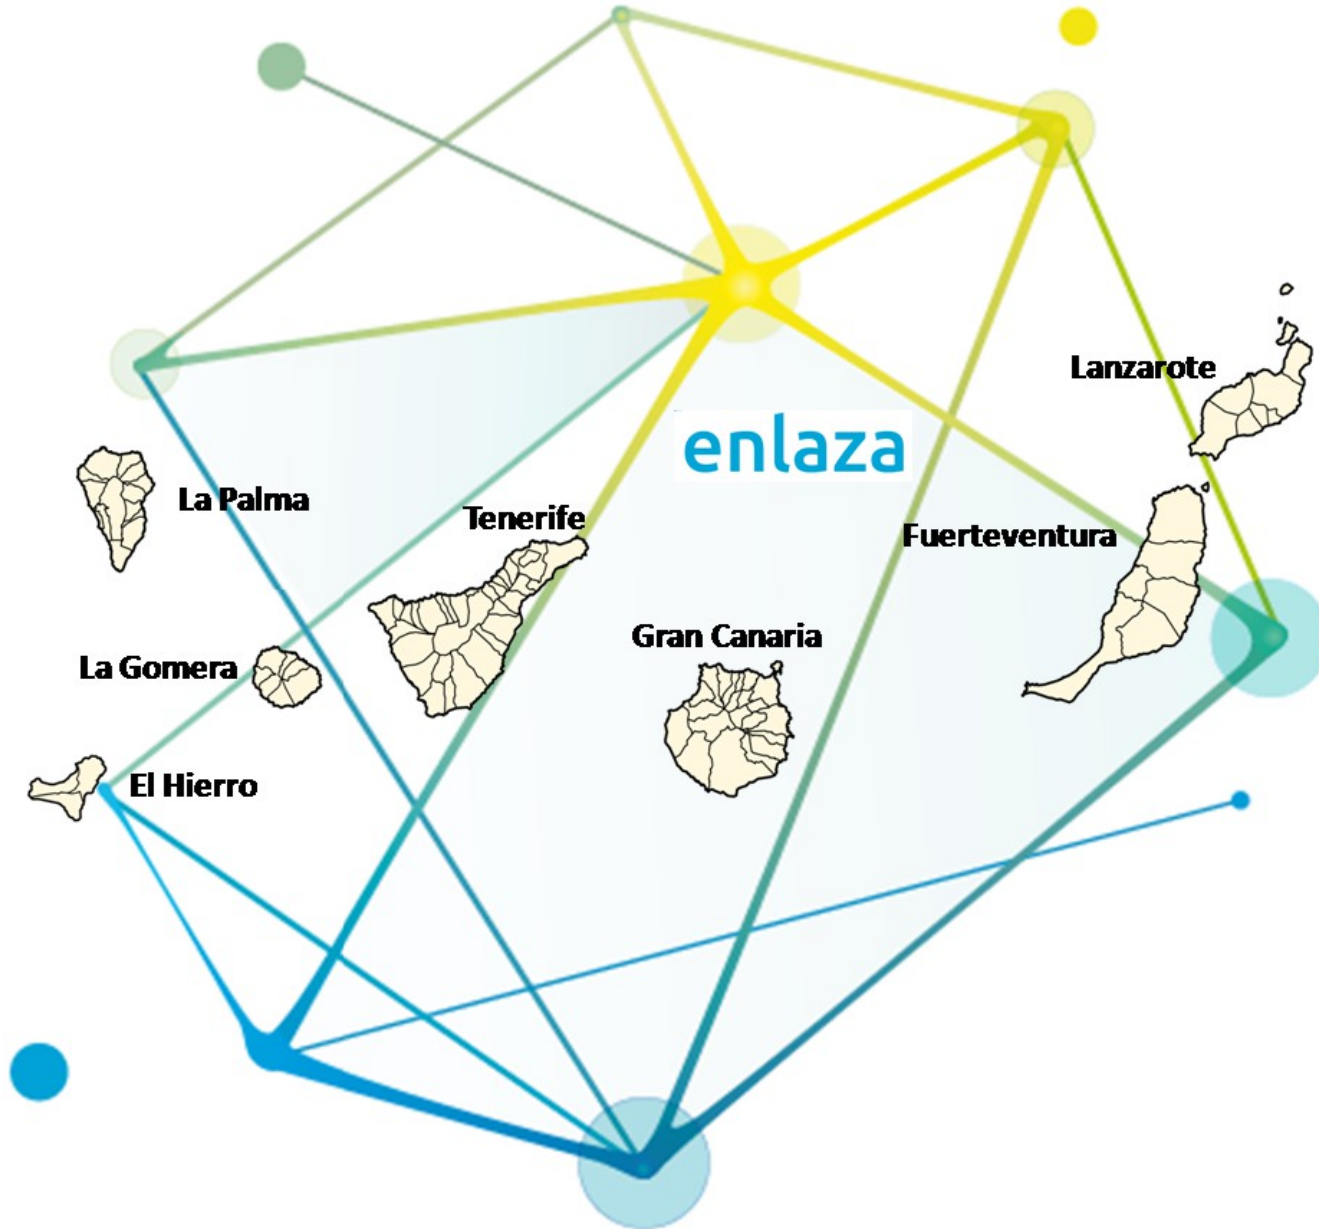 Lanzarote
enlaza
La Palma
Tenerife
Fuerteventura
Gran Canaria
La Gomera
El Hierro